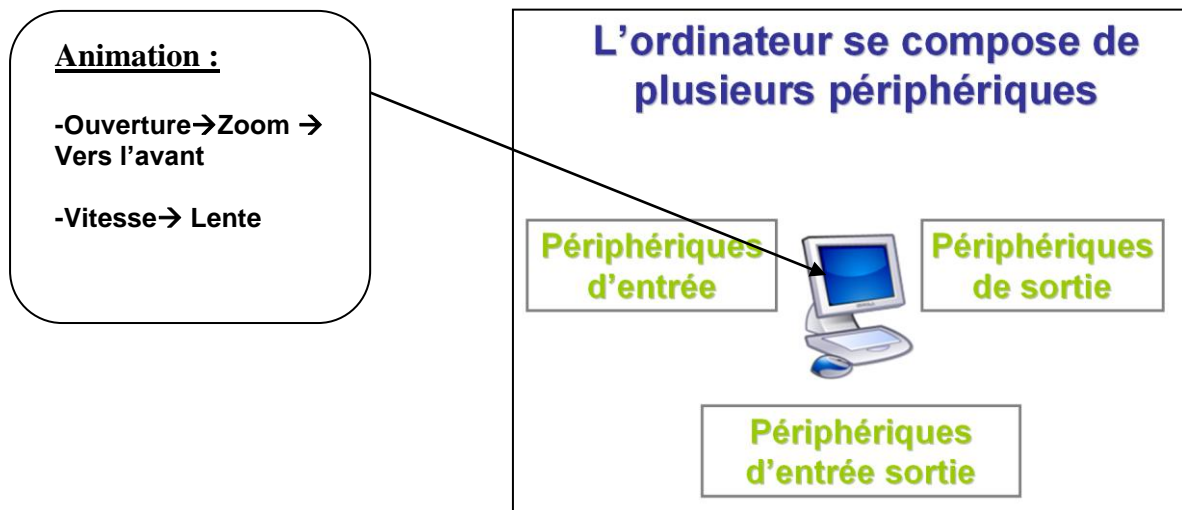 Animation :
-Ouverture→Zoom →
Vers l’avant
-Vitesse→ Lente
L’ordinateur se compose de
plusieurs périphériques
Périphériques
d’entrée
Périphériques
de sortie
Périphériques
d’entrée sortie